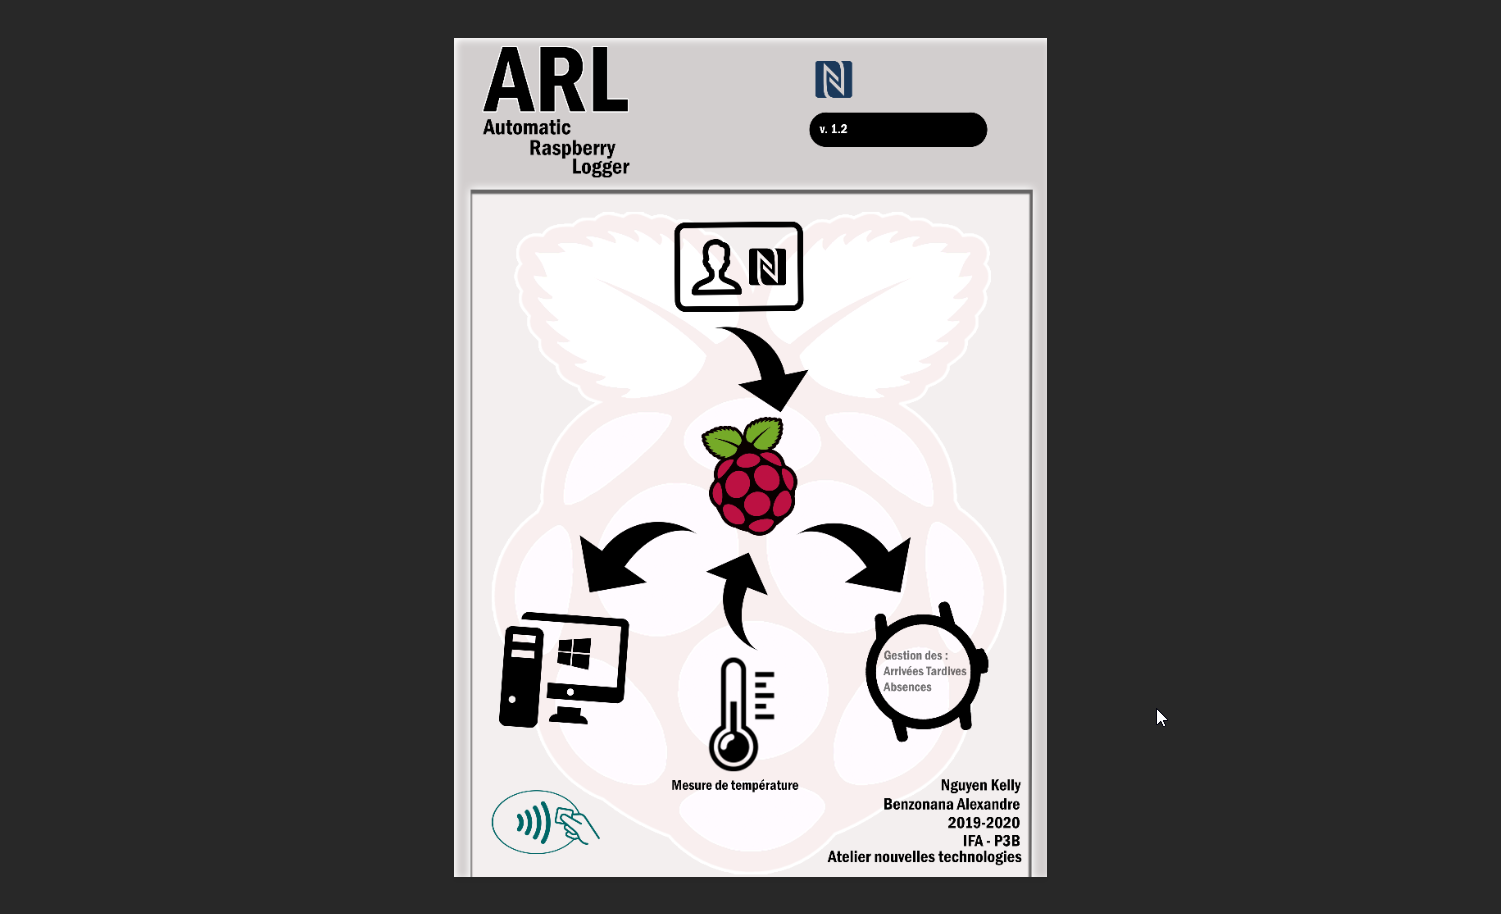 ARL
Automatic
Raspberry
Logger
v. 1.2
Gestion des :
Arrivées Tardives
Absences
Mesure de température
Nguyen Kelly
Benzonana Alexandre
2019-2020
IFA - P3B
Atelier nouvelles technologies